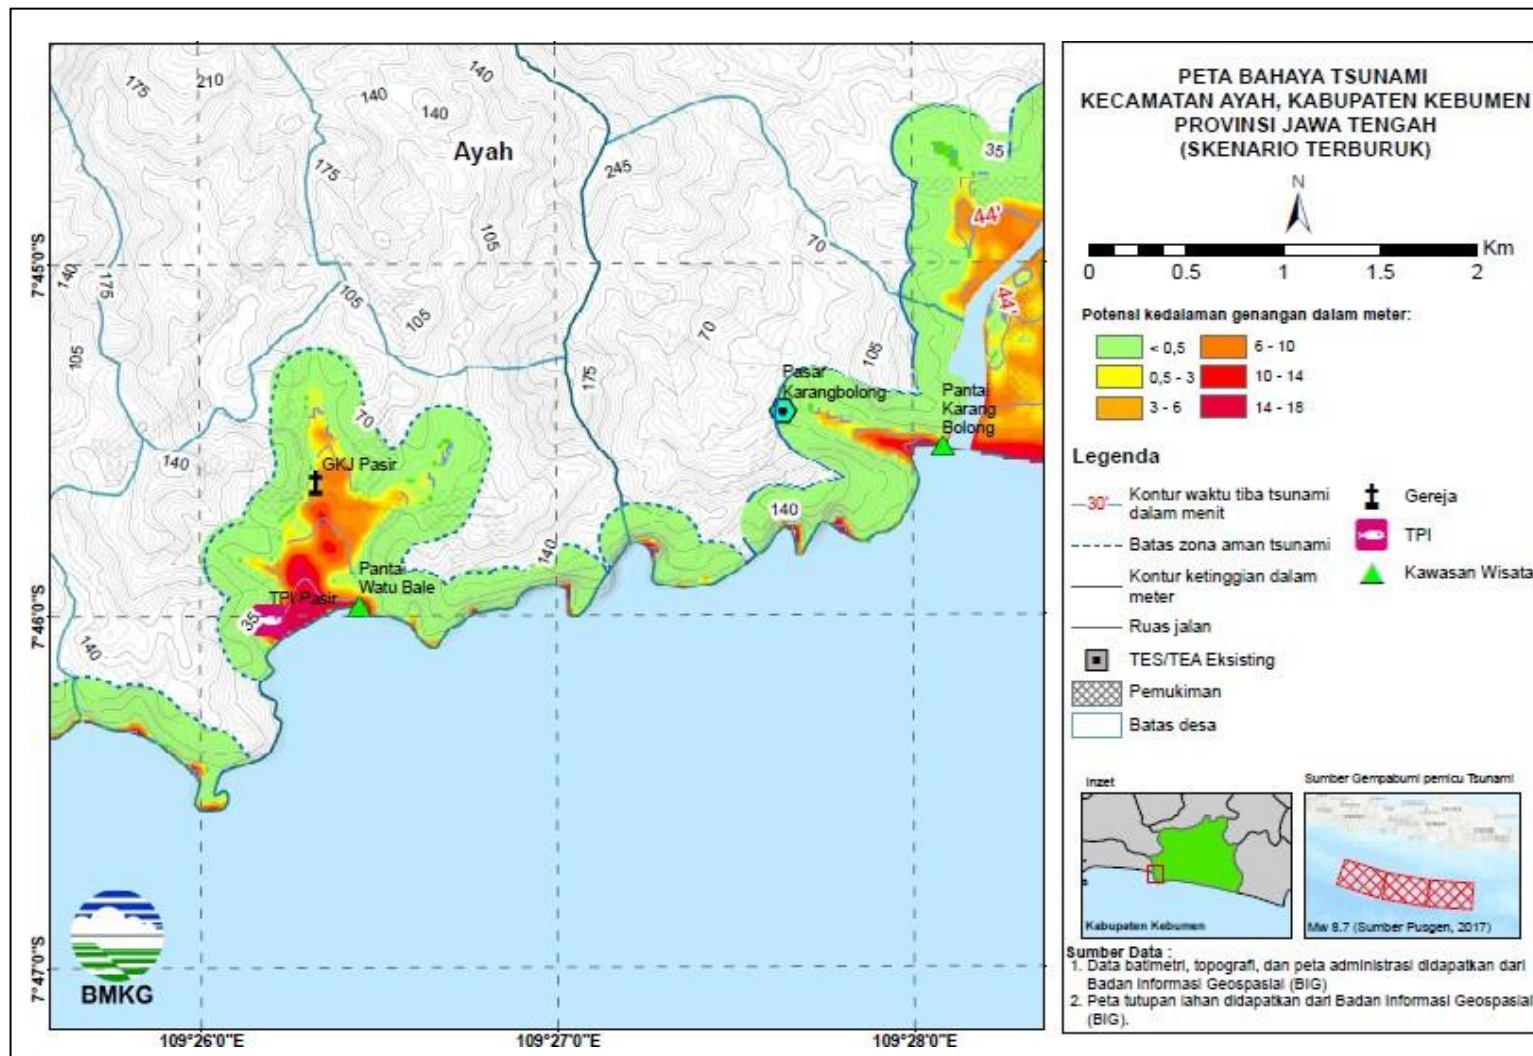 PETA BAHAYA TSUNAMI
KECAMATAN AYAH, KABUPATEN KEBUMEN
PROVINSI JAWA TENGAH
(SKENARIO TERBURUK)
N
Km
0 0.5 1 1.5 2
Potensi kedalaman genangan dalam meter:
< 0,5 6 - 10
0,5 - 3 10 - 14
3 - 6 14 - 18
Legenda
30' Kontur waktu tiba tsunami
dalam menit
Batas zona aman tsunami
Kontur ketinggian dalam
meter
Ruas jalan
TES/TEA Eksisting
Pemukiman
Batas desa
Gereja
TPI
Kawasan Wisata
Inzet
Kabupaten Kebumen
Sumber Gempabumi pemicu Tsunami
Mw 8.7 (Sumber Pusgen, 2017)
Sumber Data :
1. Data batimetri, topografi, dan peta administrasi didapatkan dari
Badan Informasi Geospasial (BIG)
2. Peta tutupan lahan didapatkan dari Badan Informasi Geospasial
(BIG).
175
210
140
140
140
175
Ayah
105
140
175
105
105
105
140
245
175
70
70
105
35
44'
44'
Pasar
Karangbolong
Pantai
Karang
Bolong
70
GKJ Pasir
140
140
140
Pantai
Watu Bale
TPI Pasir
35
140
BMKG
7°45'0"S
7°46'0"S
7°47'0"S
109°26'0"E
109°27'0"E
109°28'0"E